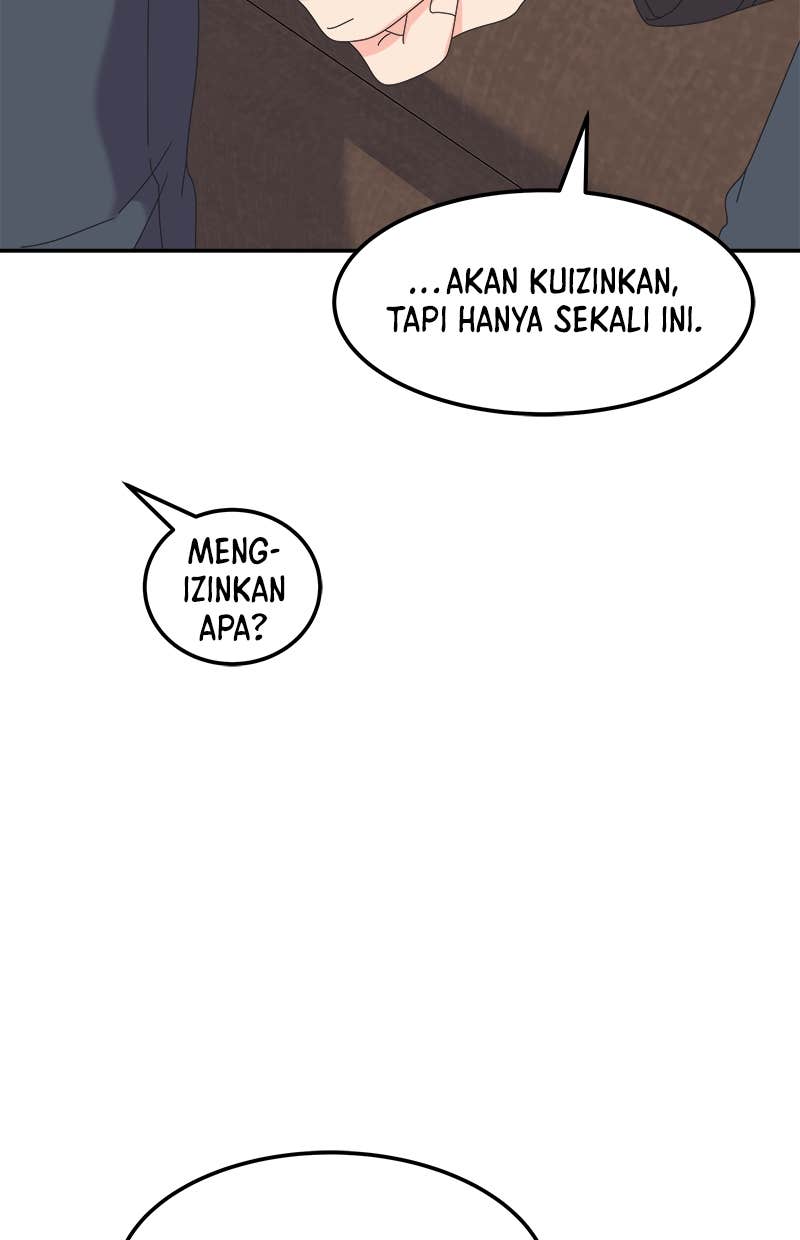 ...AKAN KUIZINKAN,
TAPI HANYA SEKALI INI.
MENG-
IZINKAN
APA?